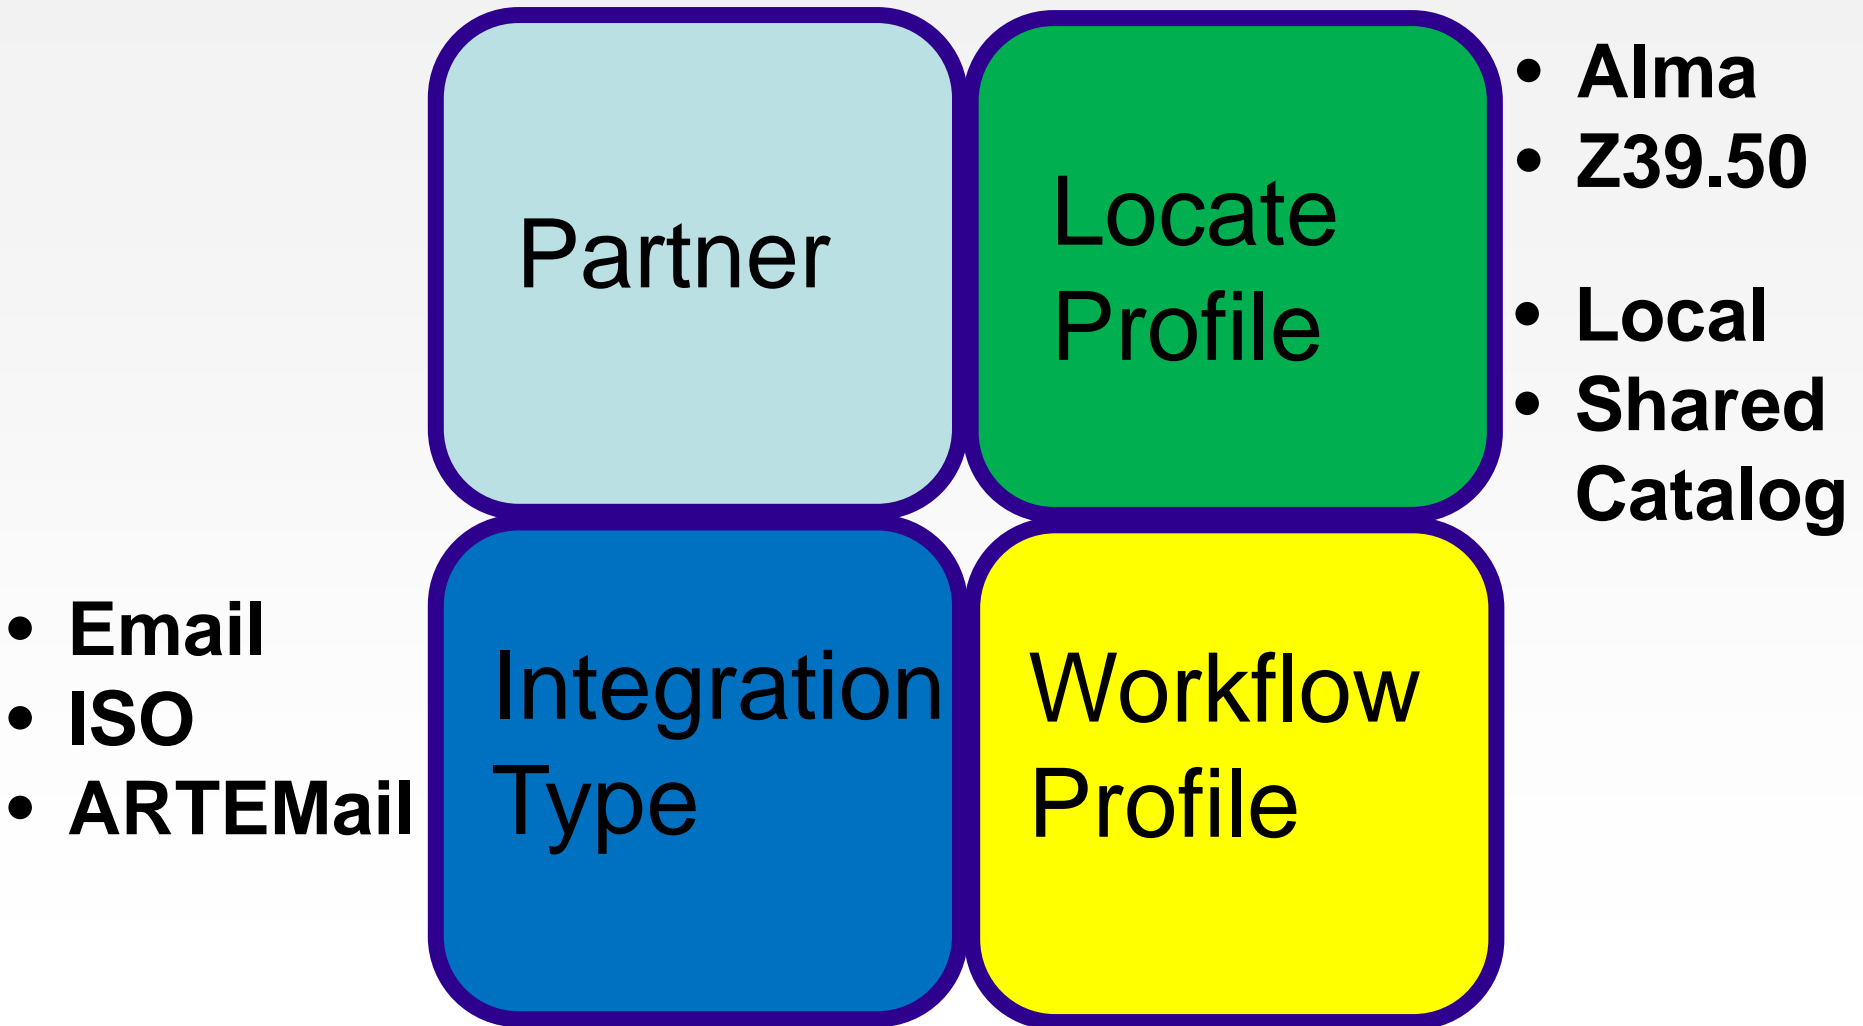 Partner
Locate
Profile
• Alma
• Z39.50
• Local
• Shared
Catalog
• Email
• ISO
• ARTEMail
Integration
Type
Workflow
Profile